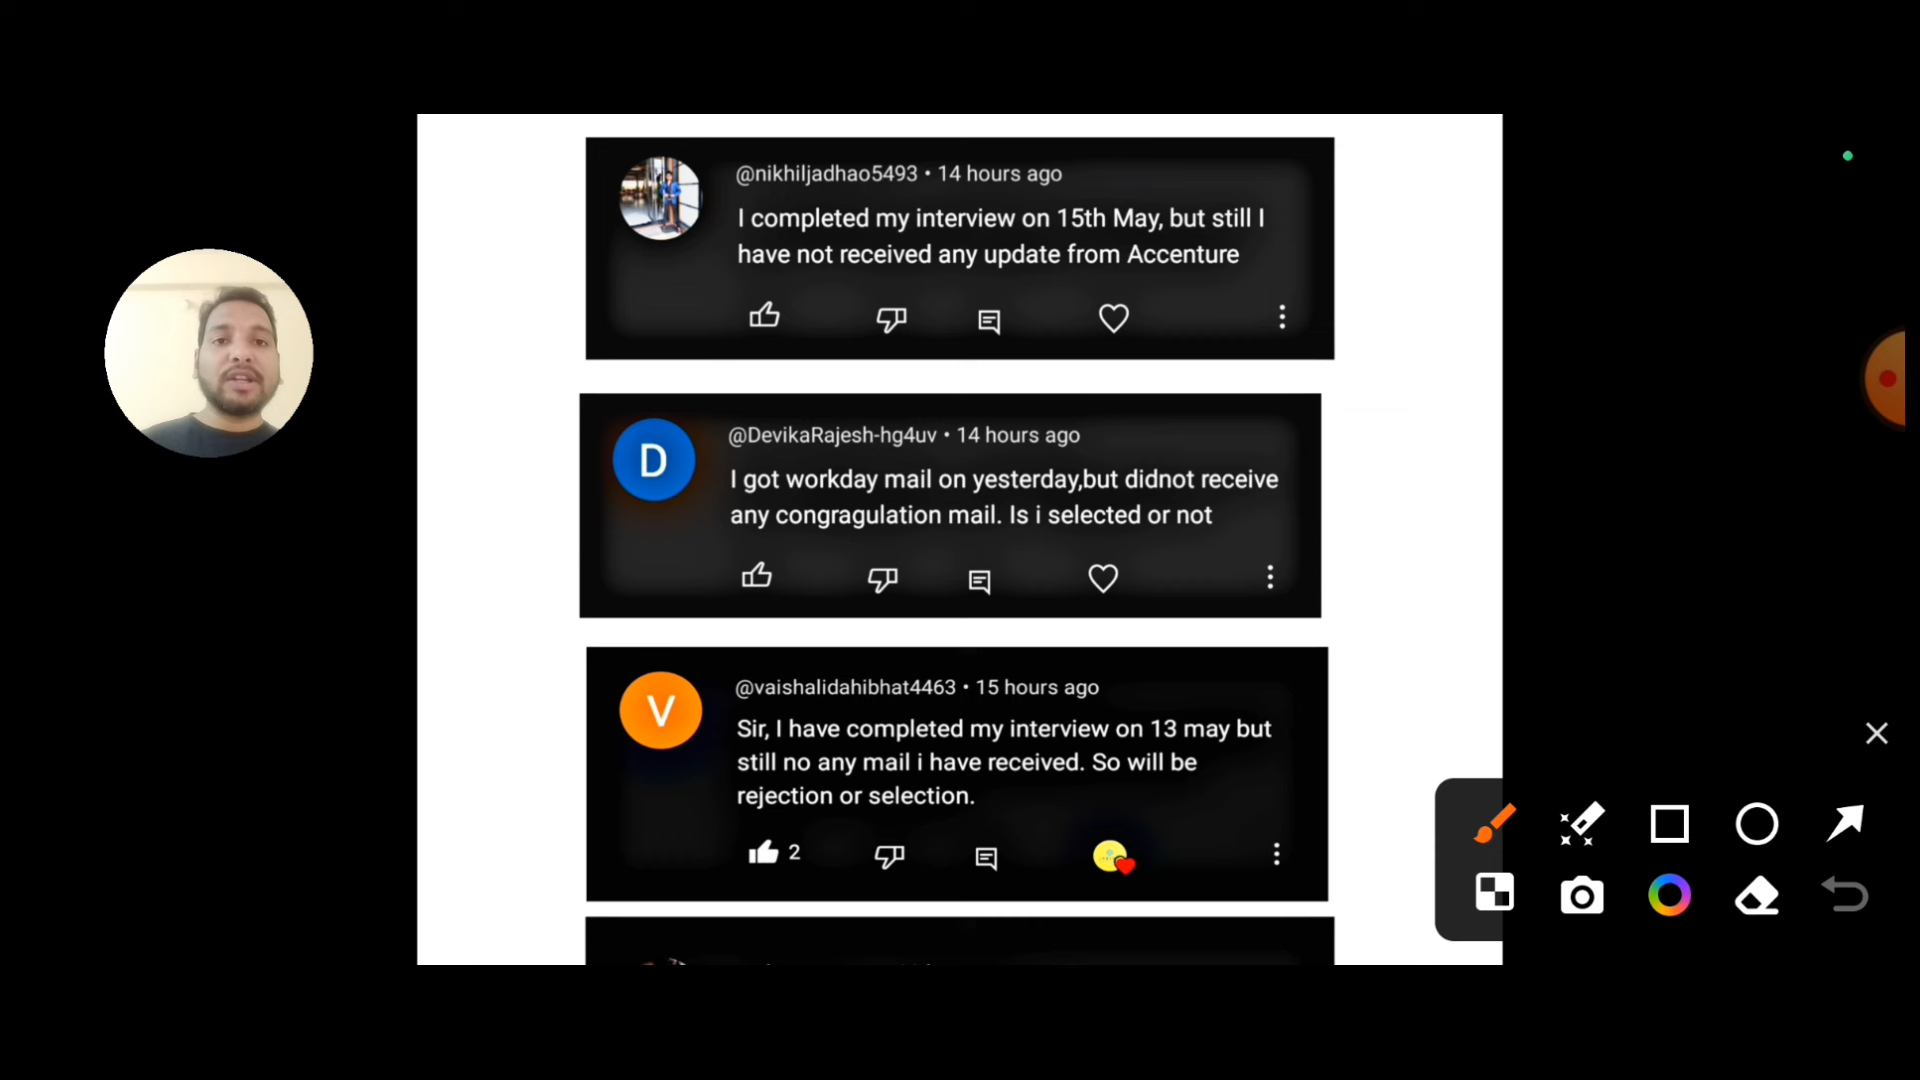 @nikhiljadhao5493 • 14 hours ago
I completed my interview on 15th May, but still I
have not received any update from Accenture
D
@DevikaRajesh-hg4uv • 14 hours ago
I got workday mail on yesterday,but didnot receive
any congragulation mail. Is i selected or not
V
@vaishalidahibhat4463 • 15 hours ago
Sir, I have completed my interview on 13 may but
still no any mail i have received. So will be
rejection or selection.
2